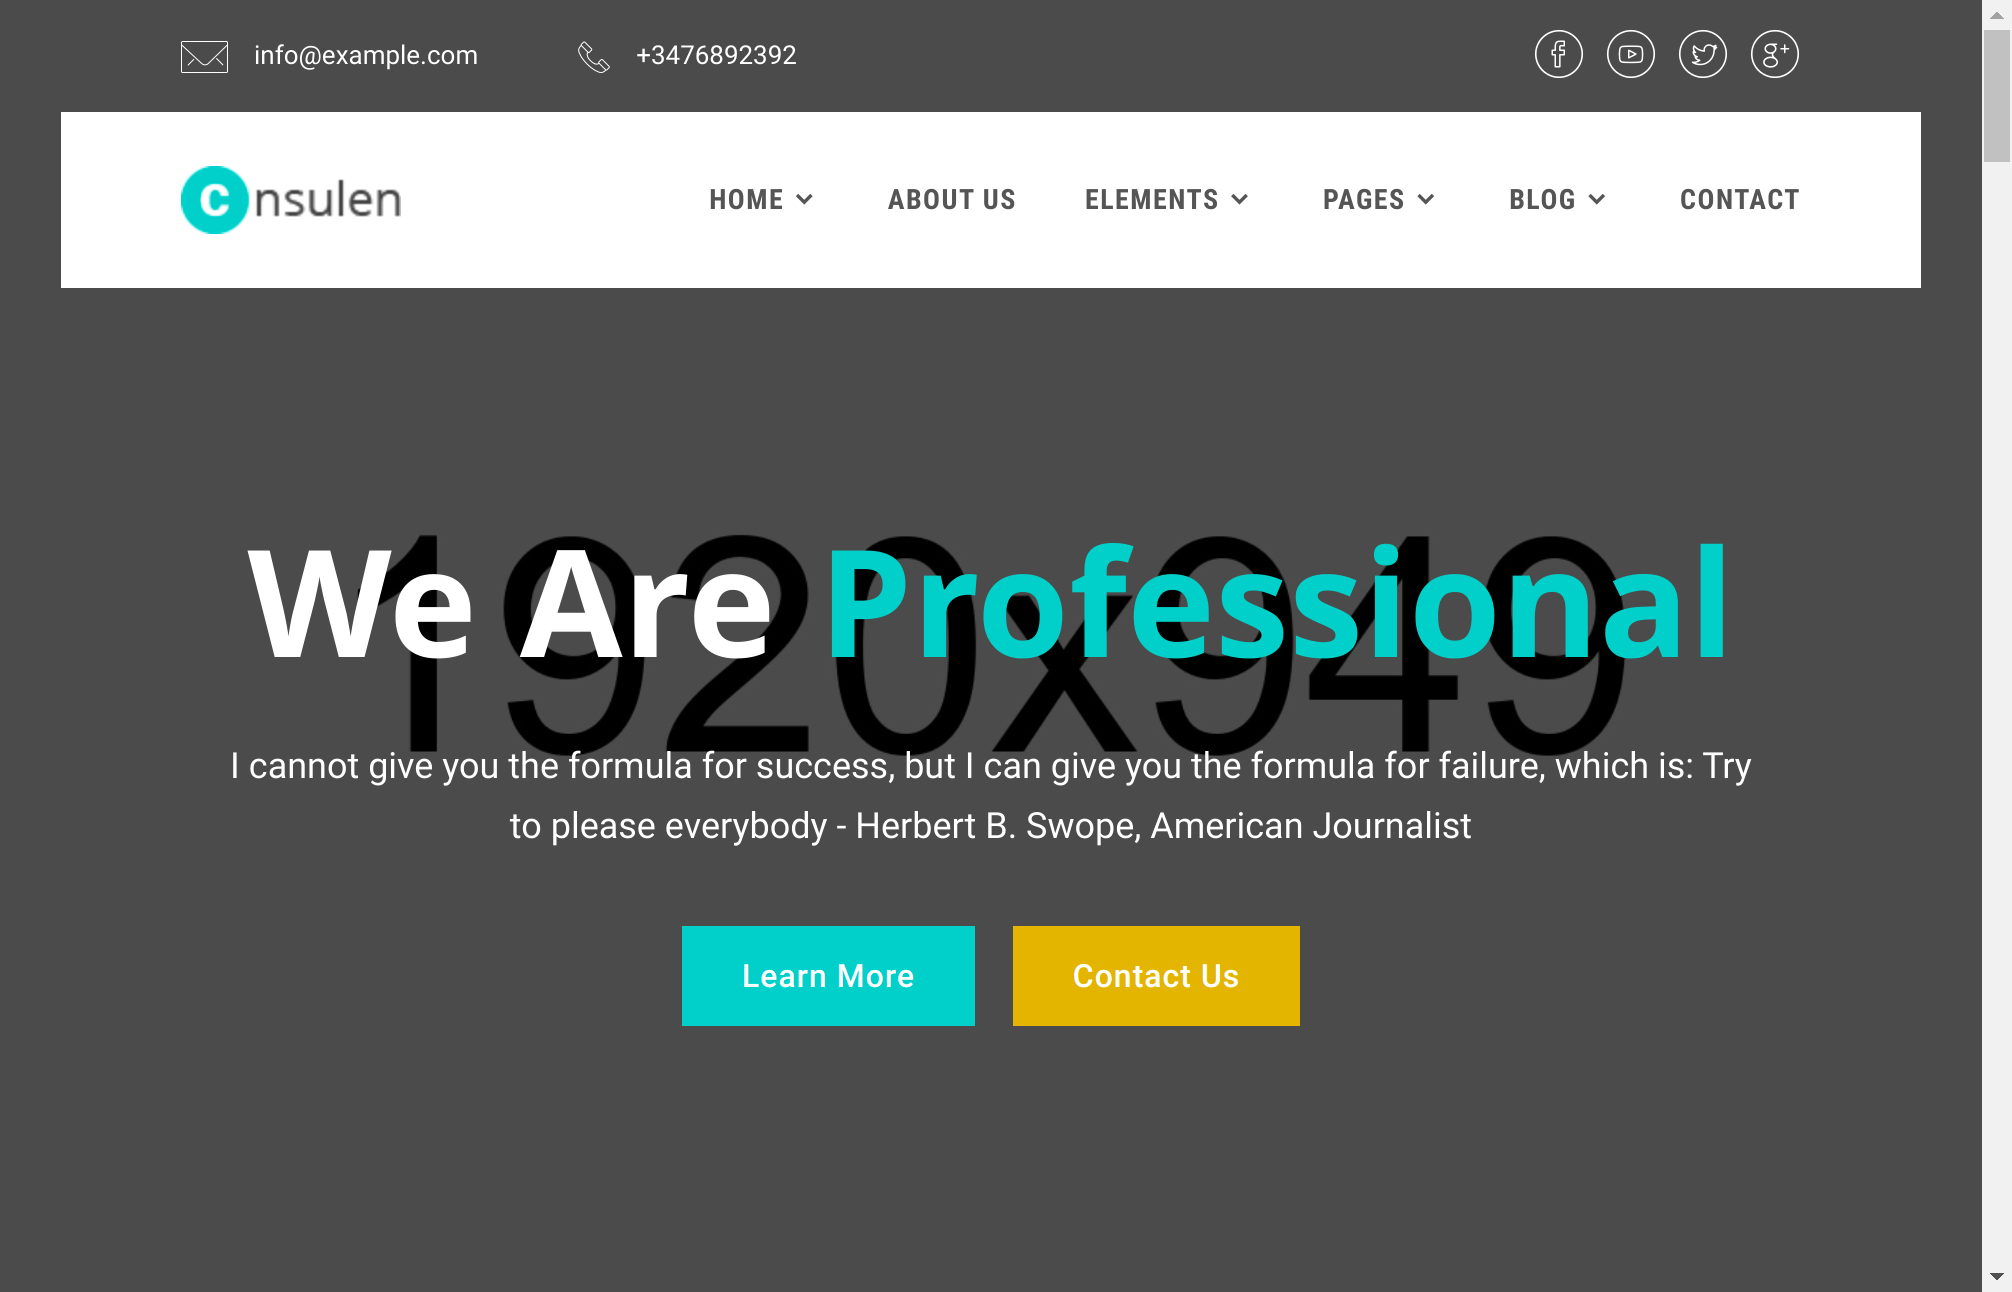 info@example.com +3476892392
c nsulen HOME ABOUT US ELEMENTS PAGES BLOG CONTACT
1920x949
We Are Professional
I cannot give you the formula for success, but I can give you the formula for failure, which is: Try
to please everybody - Herbert B. Swope, American Journalist
Learn More Contact Us